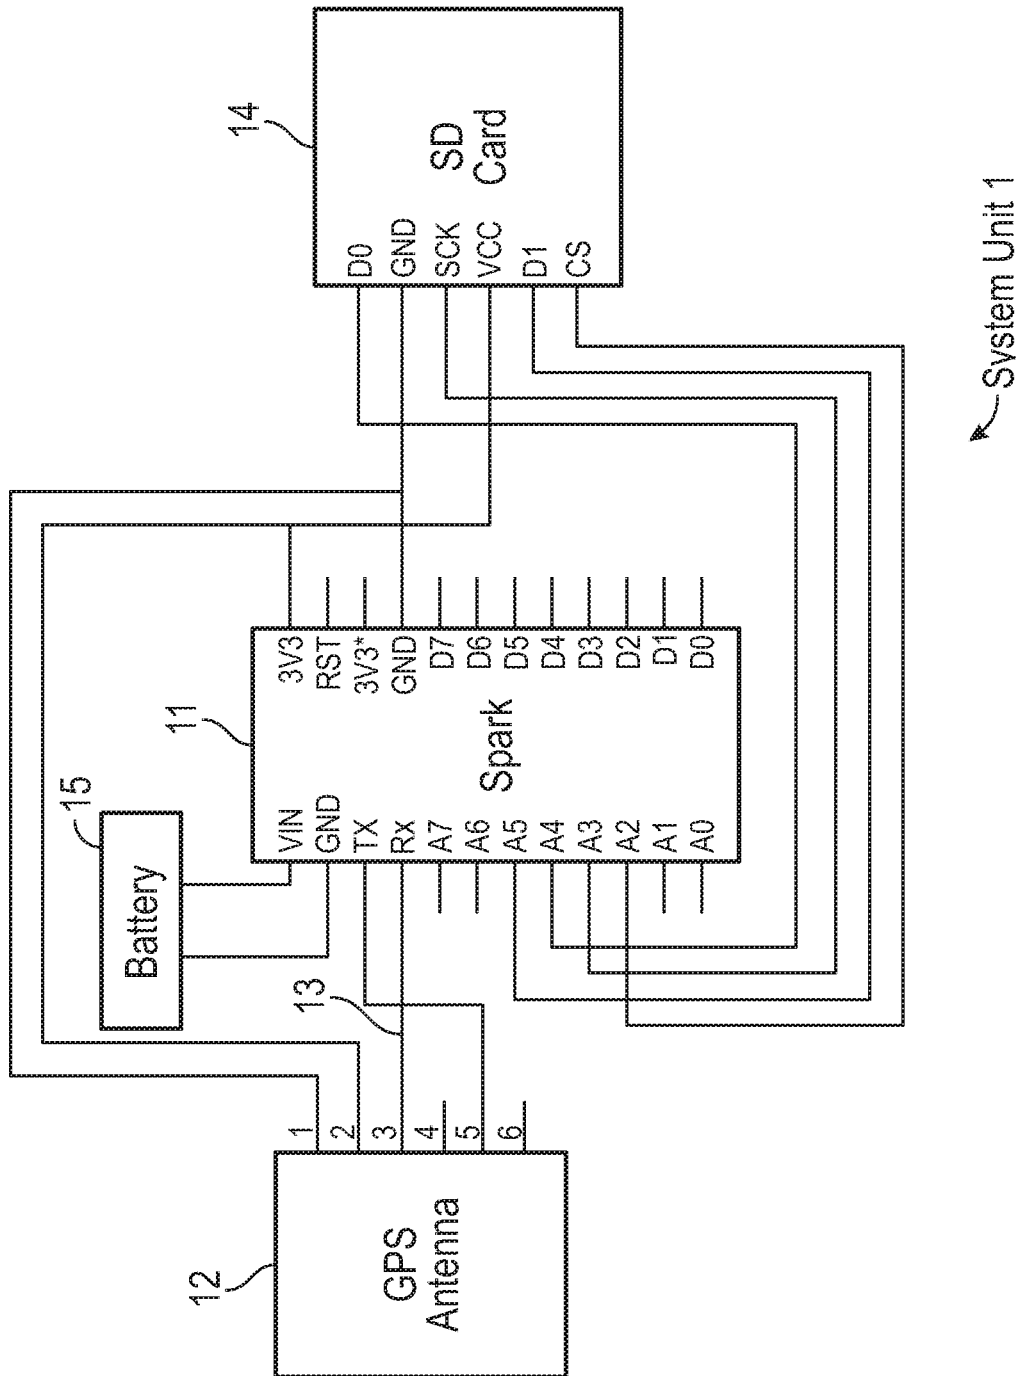 12
GPS
Antenna
1
2
3
4
5
6
13
Battery
15
11
VIN
GND
TX
Rx
A7
A6
A5
A4
A3
A2
A1
A0
Spark
3V3
RST
3V3*
GND
D7
D6
D5
D4
D3
D2
D1
D0
14
D0
GND
SCK
VCC
D1
CS
SD
Card
System Unit 1